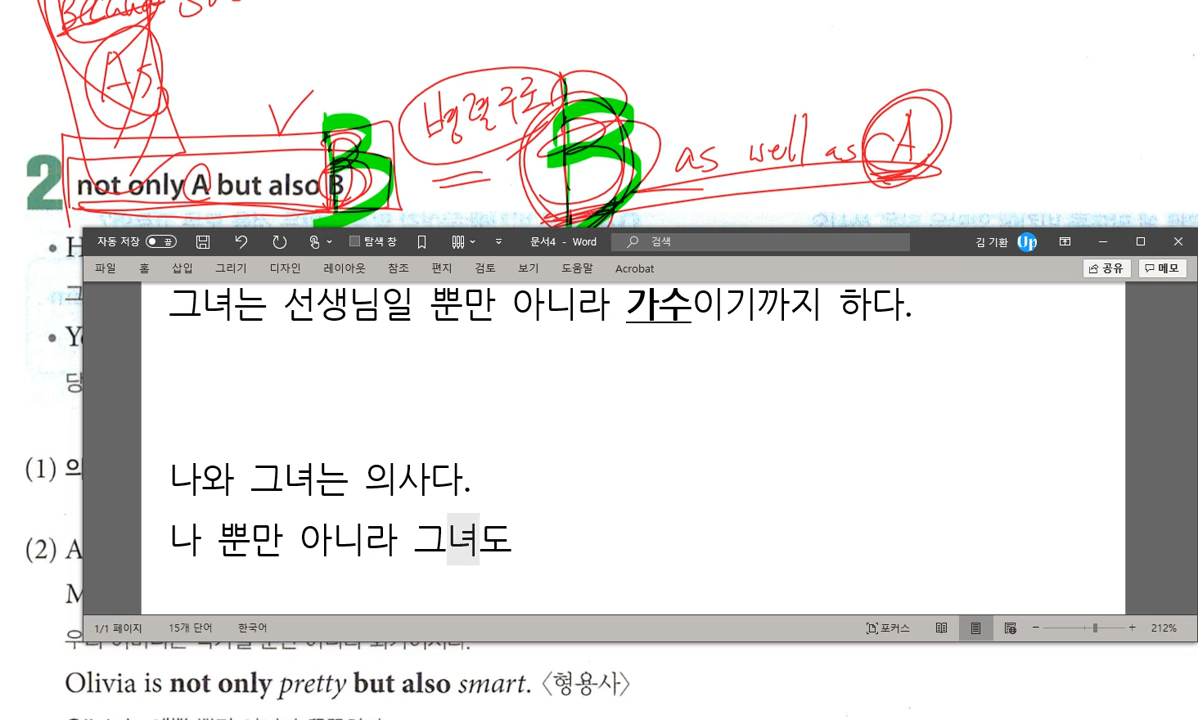 As
병렬구조
B as well as A
2 not only A but also B
B
• H
자동 저장 끔 탐색 창 문서4 - Word 검색 김 기환 Up
파일 홈 삽입 그리기 디자인 레이아웃 참조 편지 검토 보기 도움말 Acrobat 공유 메모
그녀는 선생님일 뿐만 아니라 가수이기까지 하다.
• Y
당
나와 그녀는 의사다.
(1) 의
나 뿐만 아니라 그녀도
(2) A
M
1/1 페이지 15개 단어 한국어 포커스 212%
Olivia is not only pretty but also smart. 〈형용사〉